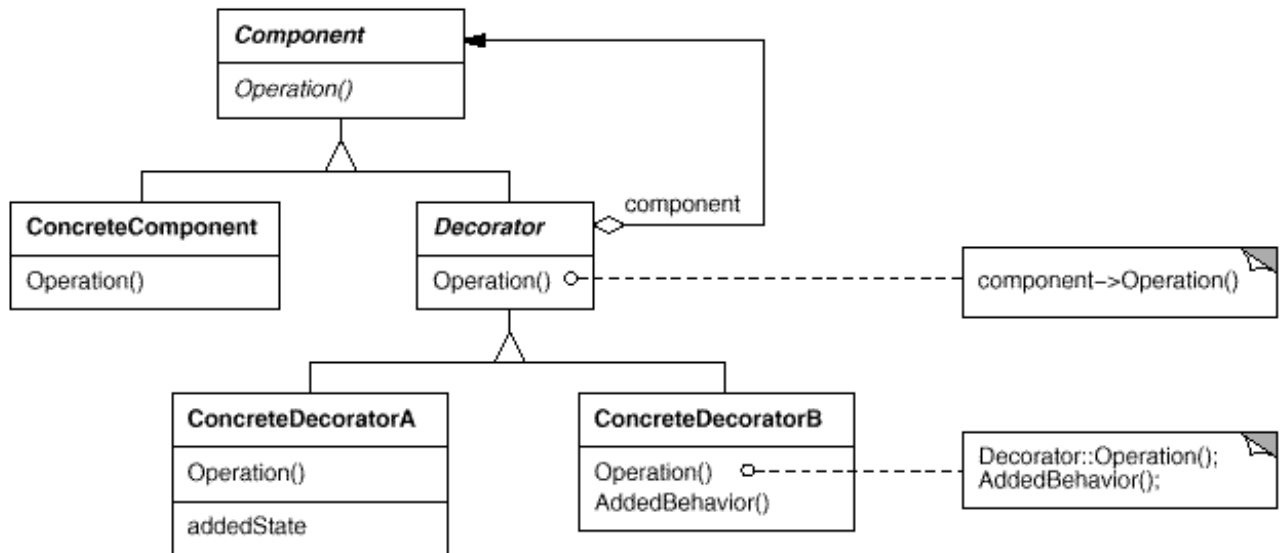 Component
Operation()
component
ConcreteComponent
Operation()
Decorator
Operation()
component->Operation()
ConcreteDecoratorA
Operation()
addedState
ConcreteDecoratorB
Operation()
AddedBehavior()
Decorator::Operation();
AddedBehavior();